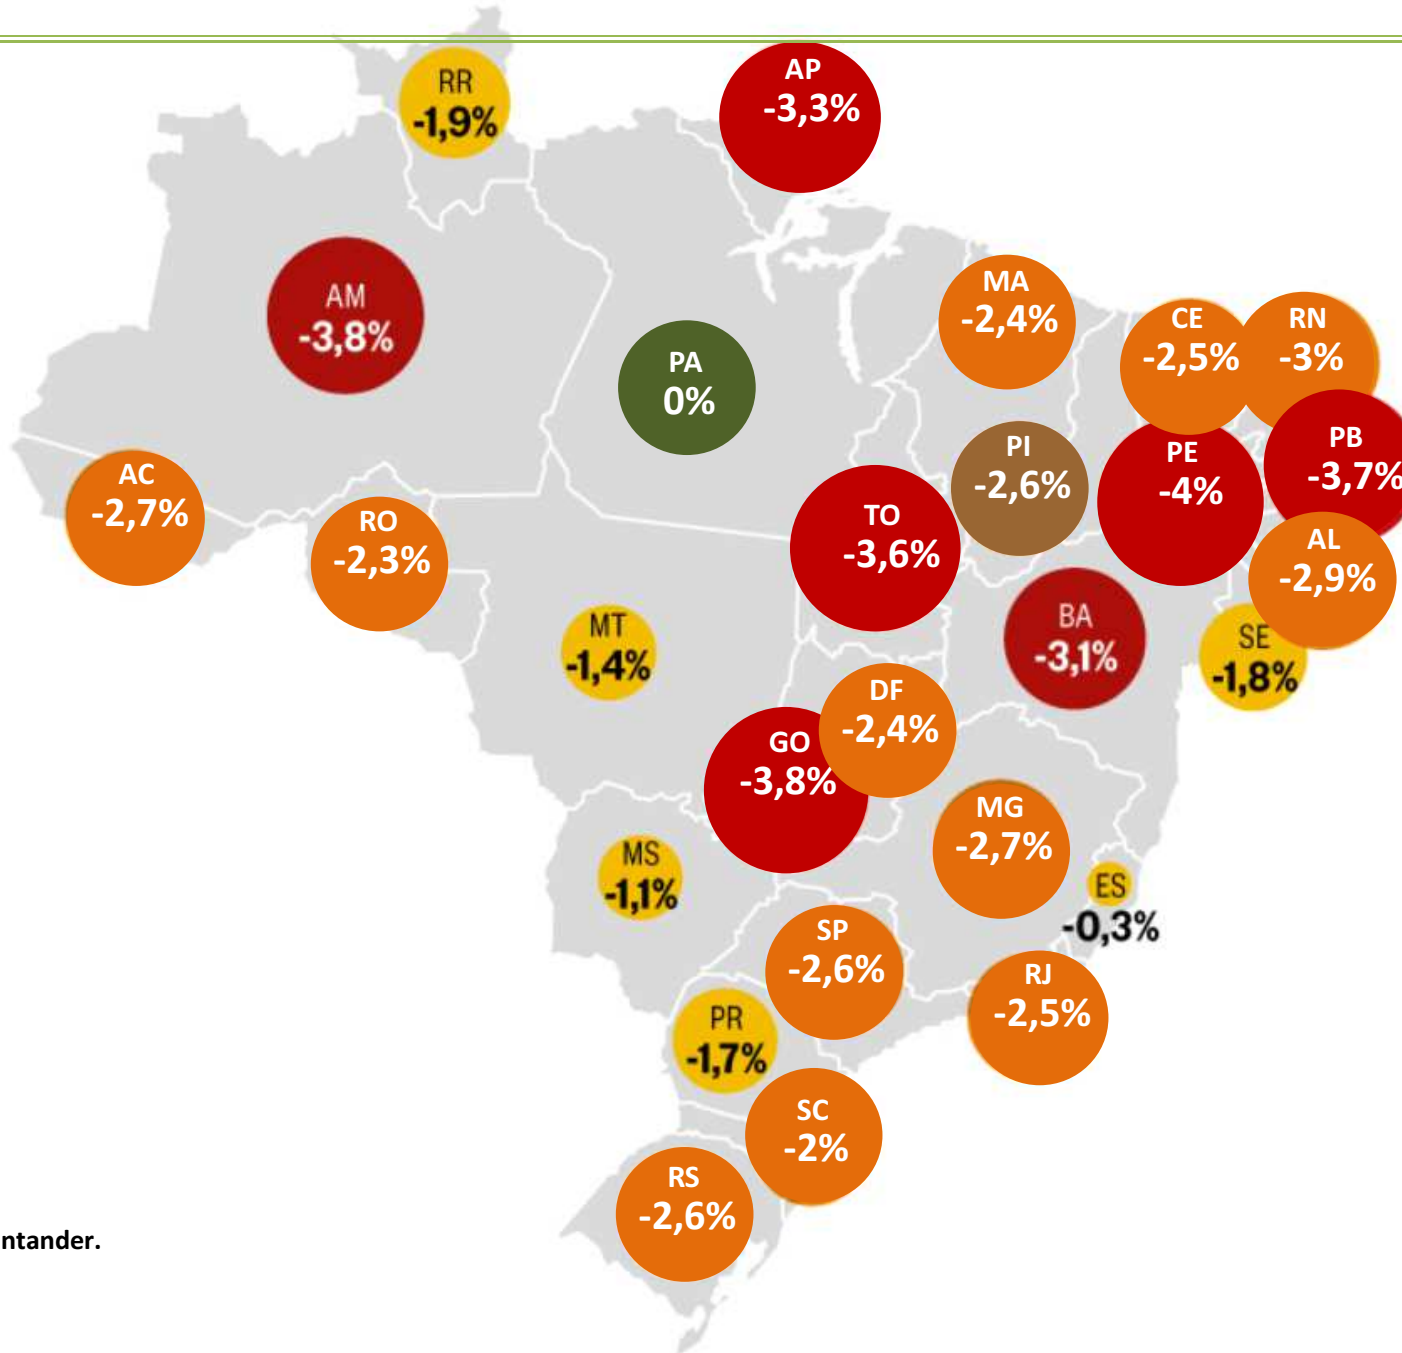 RR
-1,9%
AP
-3,3%
AM
-3,8%
MA
-2,4%
CE
-2,5%
RN
-3%
PA
0%
PI
-2,6%
PE
-4%
PB
-3,7%
AC
-2,7%
RO
-2,3%
TO
-3,6%
AL
-2,9%
MT
-1,4%
BA
-3,1%
SE
-1,8%
DF
-2,4%
GO
-3,8%
MG
-2,7%
MS
-1,1%
ES
-0,3%
SP
-2,6%
RJ
-2,5%
PR
-1,7%
SC
-2%
RS
-2,6%
ntander.